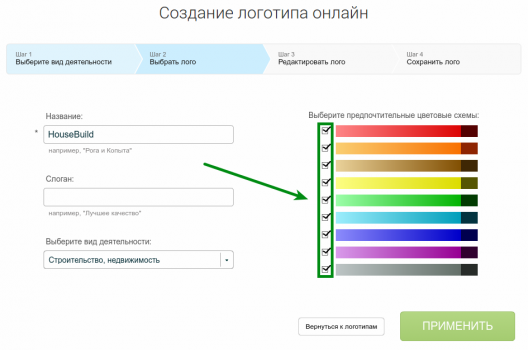 Создание логотипа онлайн
Шаг 1
Выберите вид деятельности
Шаг 2
Выбрать лого
Шаг 3
Редактировать лого
Шаг 4
Сохранить лого
Название:
* HouseBuild
например, "Рога и Копыта"
Слоган:
например, "Лучшее качество"
Выберите вид деятельности:
Строительство, недвижимость
Выберите предпочтительные цветовые схемы:
Вернуться к логотипам
ПРИМЕНИТЬ